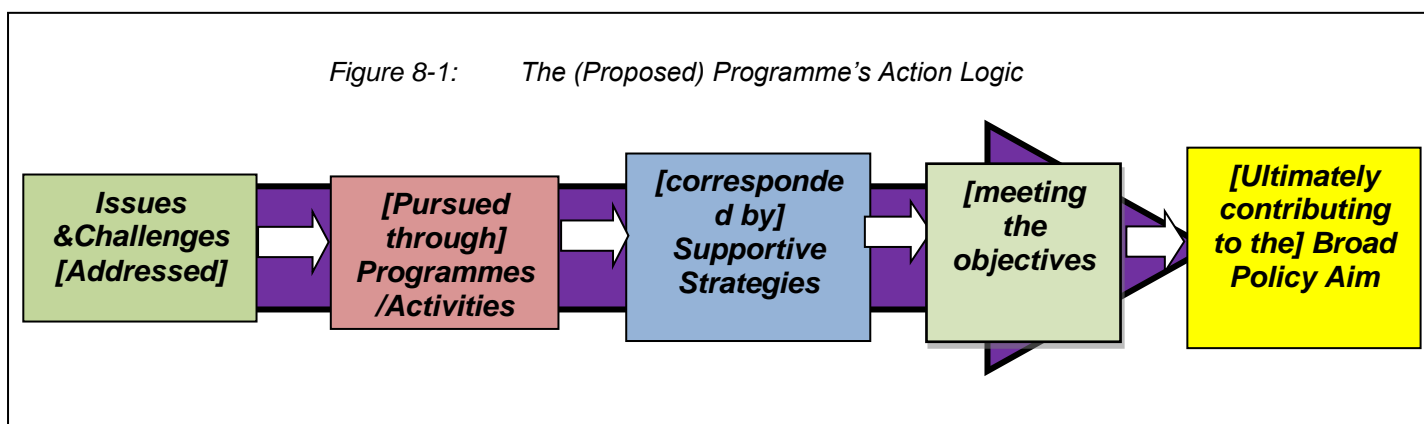 Figure 8-1: The (Proposed) Programme's Action Logic
Issues
&Challenges
[Addressed]
[Pursued
through]
Programmes
/Activities
[corresponde
d by]
Supportive
Strategies
[meeting
the
objectives
[Ultimately
contributing
to the] Broad
Policy Aim